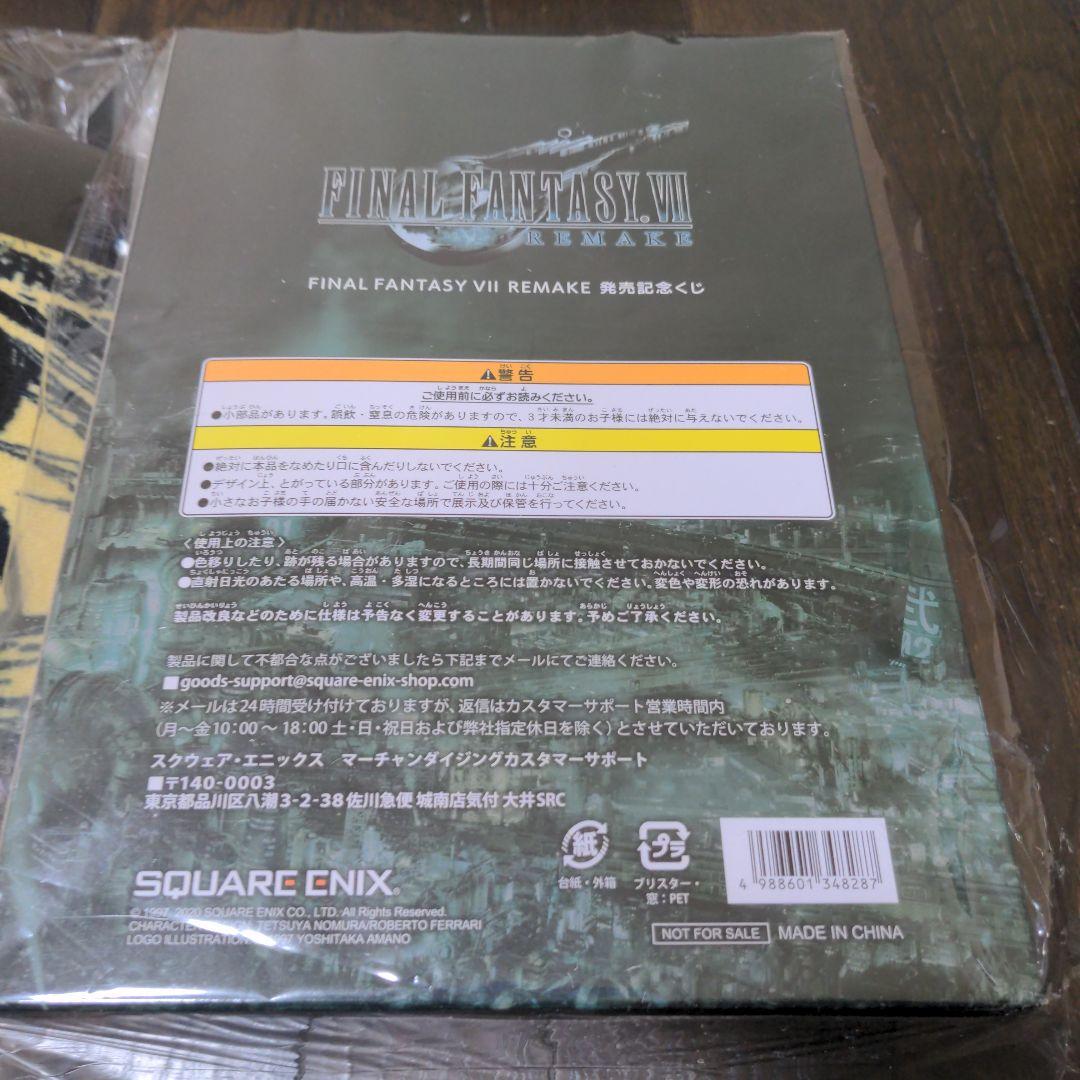 FINAL FANTASY VII
REMAKE
FINAL FANTASY VII REMAKE 発売記念くじ
⚠警告
ご使用前に必ずお読みください。
●小部品があります。誤飲・窒息の危険がありますので、3才未満のお子様には絶対に与えないでください。
⚠注意
●絶対に本品をなめたり口に含んだりしないでください。
●デザイン上、とがっている部分があります。ご使用の際には十分ご注意ください。
●小さなお子様の手の届かない安全な場所で展示及び保管を行ってください。
〈使用上の注意〉
●色移りしたり、跡が残る場合がありますので、長期間同じ場所に接触させておかないでください。
●直射日光のあたる場所や、高温・多湿になるところには置かないでください。変色や変形の恐れがあります。
製品改良などのために仕様は予告なく変更することがあります。予めご了承ください。
製品に関して不都合な点がございましたら下記までメールにてご連絡ください。
■goods-support@square-enix-shop.com
※メールは24時間受け付けておりますが、返信はカスタマーサポート営業時間内
(月〜金10:00〜18:00 土・日・祝日および弊社指定休日を除く)とさせていただいております。
スクウェア・エニックス マーチャンダイジングカスタマーサポート
■〒140-0003
東京都品川区八潮3-2-38 佐川急便 城南店気付 大井SRC
紙
台紙・外箱
プラ
ブリスター・
窓:PET
4 988601 348287
SQUARE ENIX®
© 1997, 2020 SQUARE ENIX CO., LTD. All Rights Reserved.
CHARACTER TETSUYA NOMURA/ROBERTO FERRARI
LOGO ILLUSTRATION 1997 YOSHITAKA AMANO
NOT FOR SALE MADE IN CHINA